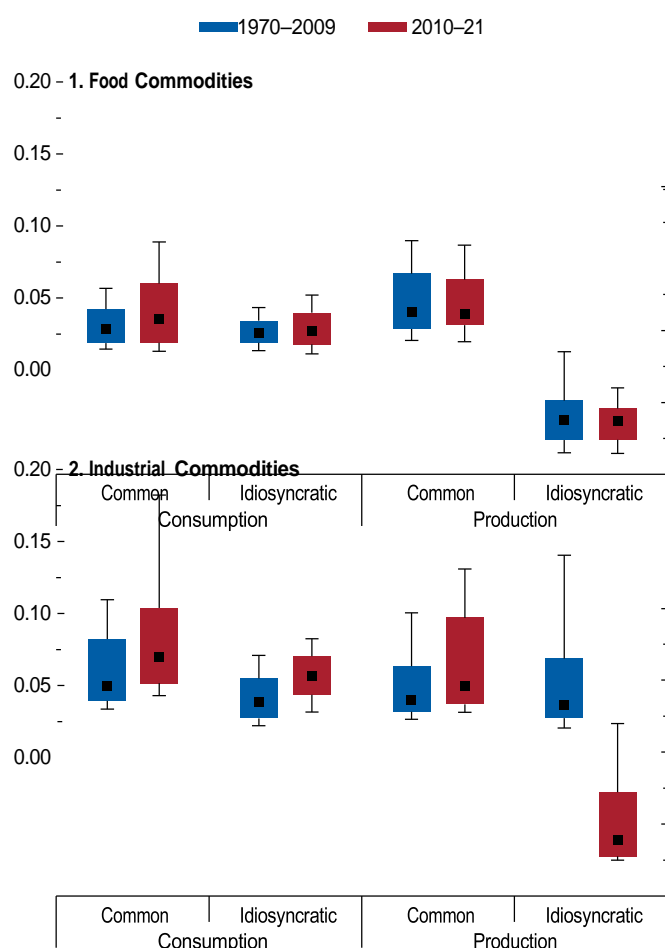 1970–2009 2010–21
0.20 1. Food Commodities
0.15
0.10
0.05
0.00
0.20 2. Industrial Commodities
Common Idiosyncratic Common Idiosyncratic
Consumption Production
0.15
0.10
0.05
0.00
Common Idiosyncratic Common Idiosyncratic
Consumption Production